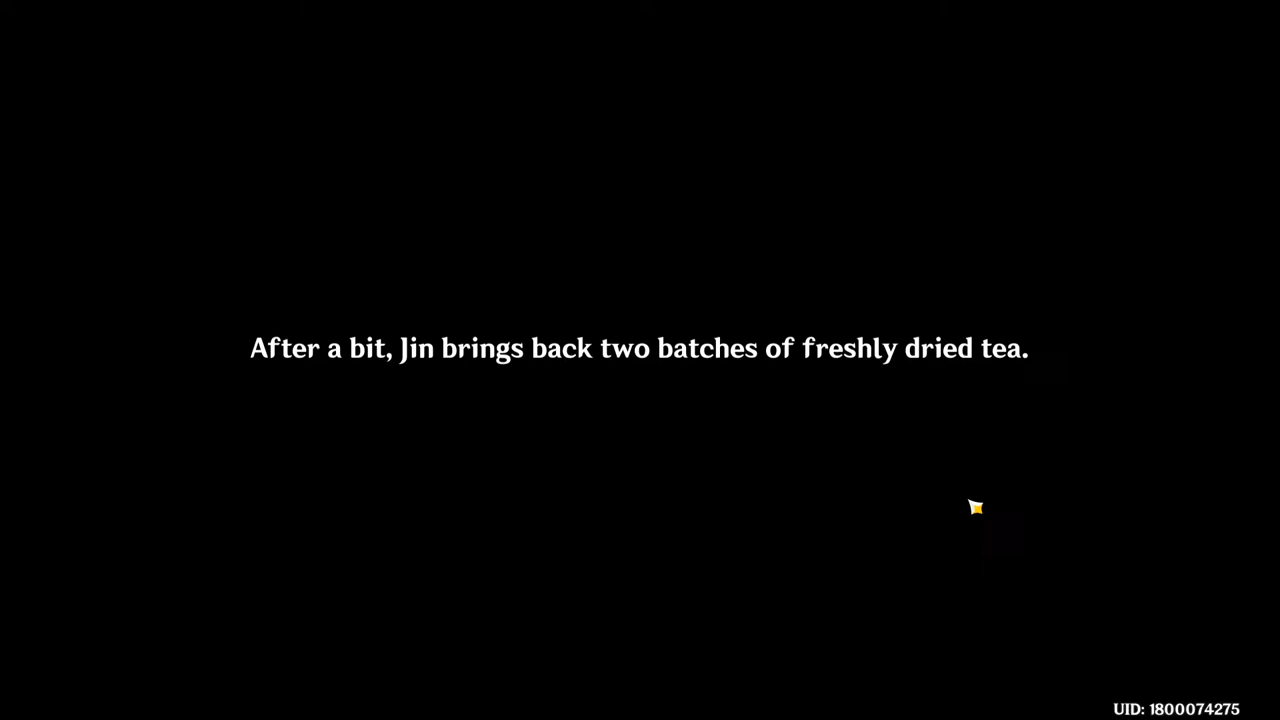 After a bit, Jin brings back two batches of freshly dried tea.
UID: 1800074275